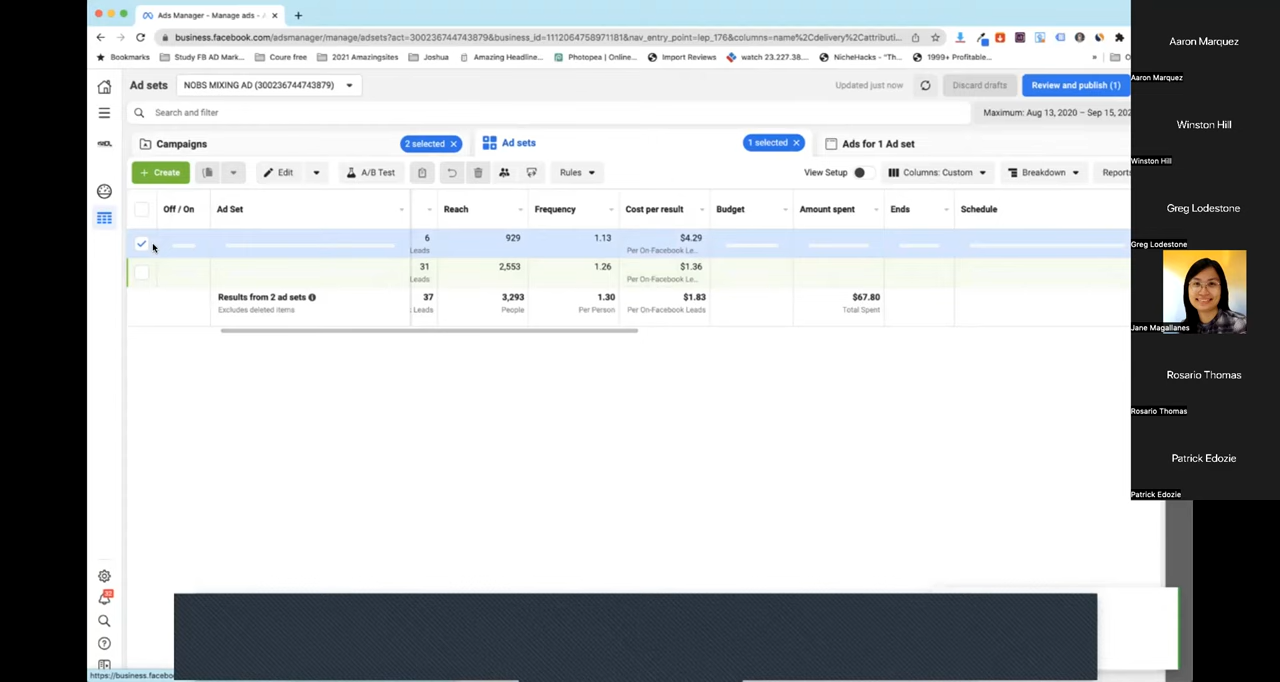 Ads Manager - Manage ads -
business.facebook.com/adsmanager/manage/adsets?act=300236744743879&business_id=1112064758971181&nav_entry_point=lep_176&columns=name%2Cdelivery%2Cattributi...
Bookmarks Study FB AD Mark... Coure free 2021 Amazingsites Joshua Amazing Headline... Photopea | Online... Import Reviews watch 23.227.38.... NicheHacks – "Th... 1999+ Profitable... »
Ad sets NOBS MIXING AD (300236744743879) Updated just now Discard drafts Review and publish (1)
Search and filter Maximum: Aug 13, 2020 – Sep 15, 202
Campaigns 2 selected Ad sets 1 selected Ads for 1 Ad set
+ Create Edit A/B Test Rules View Setup Columns: Custom Breakdown Reports
Off / On Ad Set Reach Frequency Cost per result Budget Amount spent Ends Schedule
6 929 1.13 $4.29
Leads Per On-Facebook Le...
31 2,553 1.26 $1.36
Leads Per On-Facebook Le...
Results from 2 ad sets 37 3,293 1.30 $1.83 $67.80
Excludes deleted items Leads People Per Person Per On-Facebook Leads Total Spent
https://business.facebo
Aaron Marquez
Aaron Marquez
Winston Hill
Winston Hill
Greg Lodestone
Greg Lodestone
Jane Magallanes
Rosario Thomas
Rosario Thomas
Patrick Edozie
Patrick Edozie